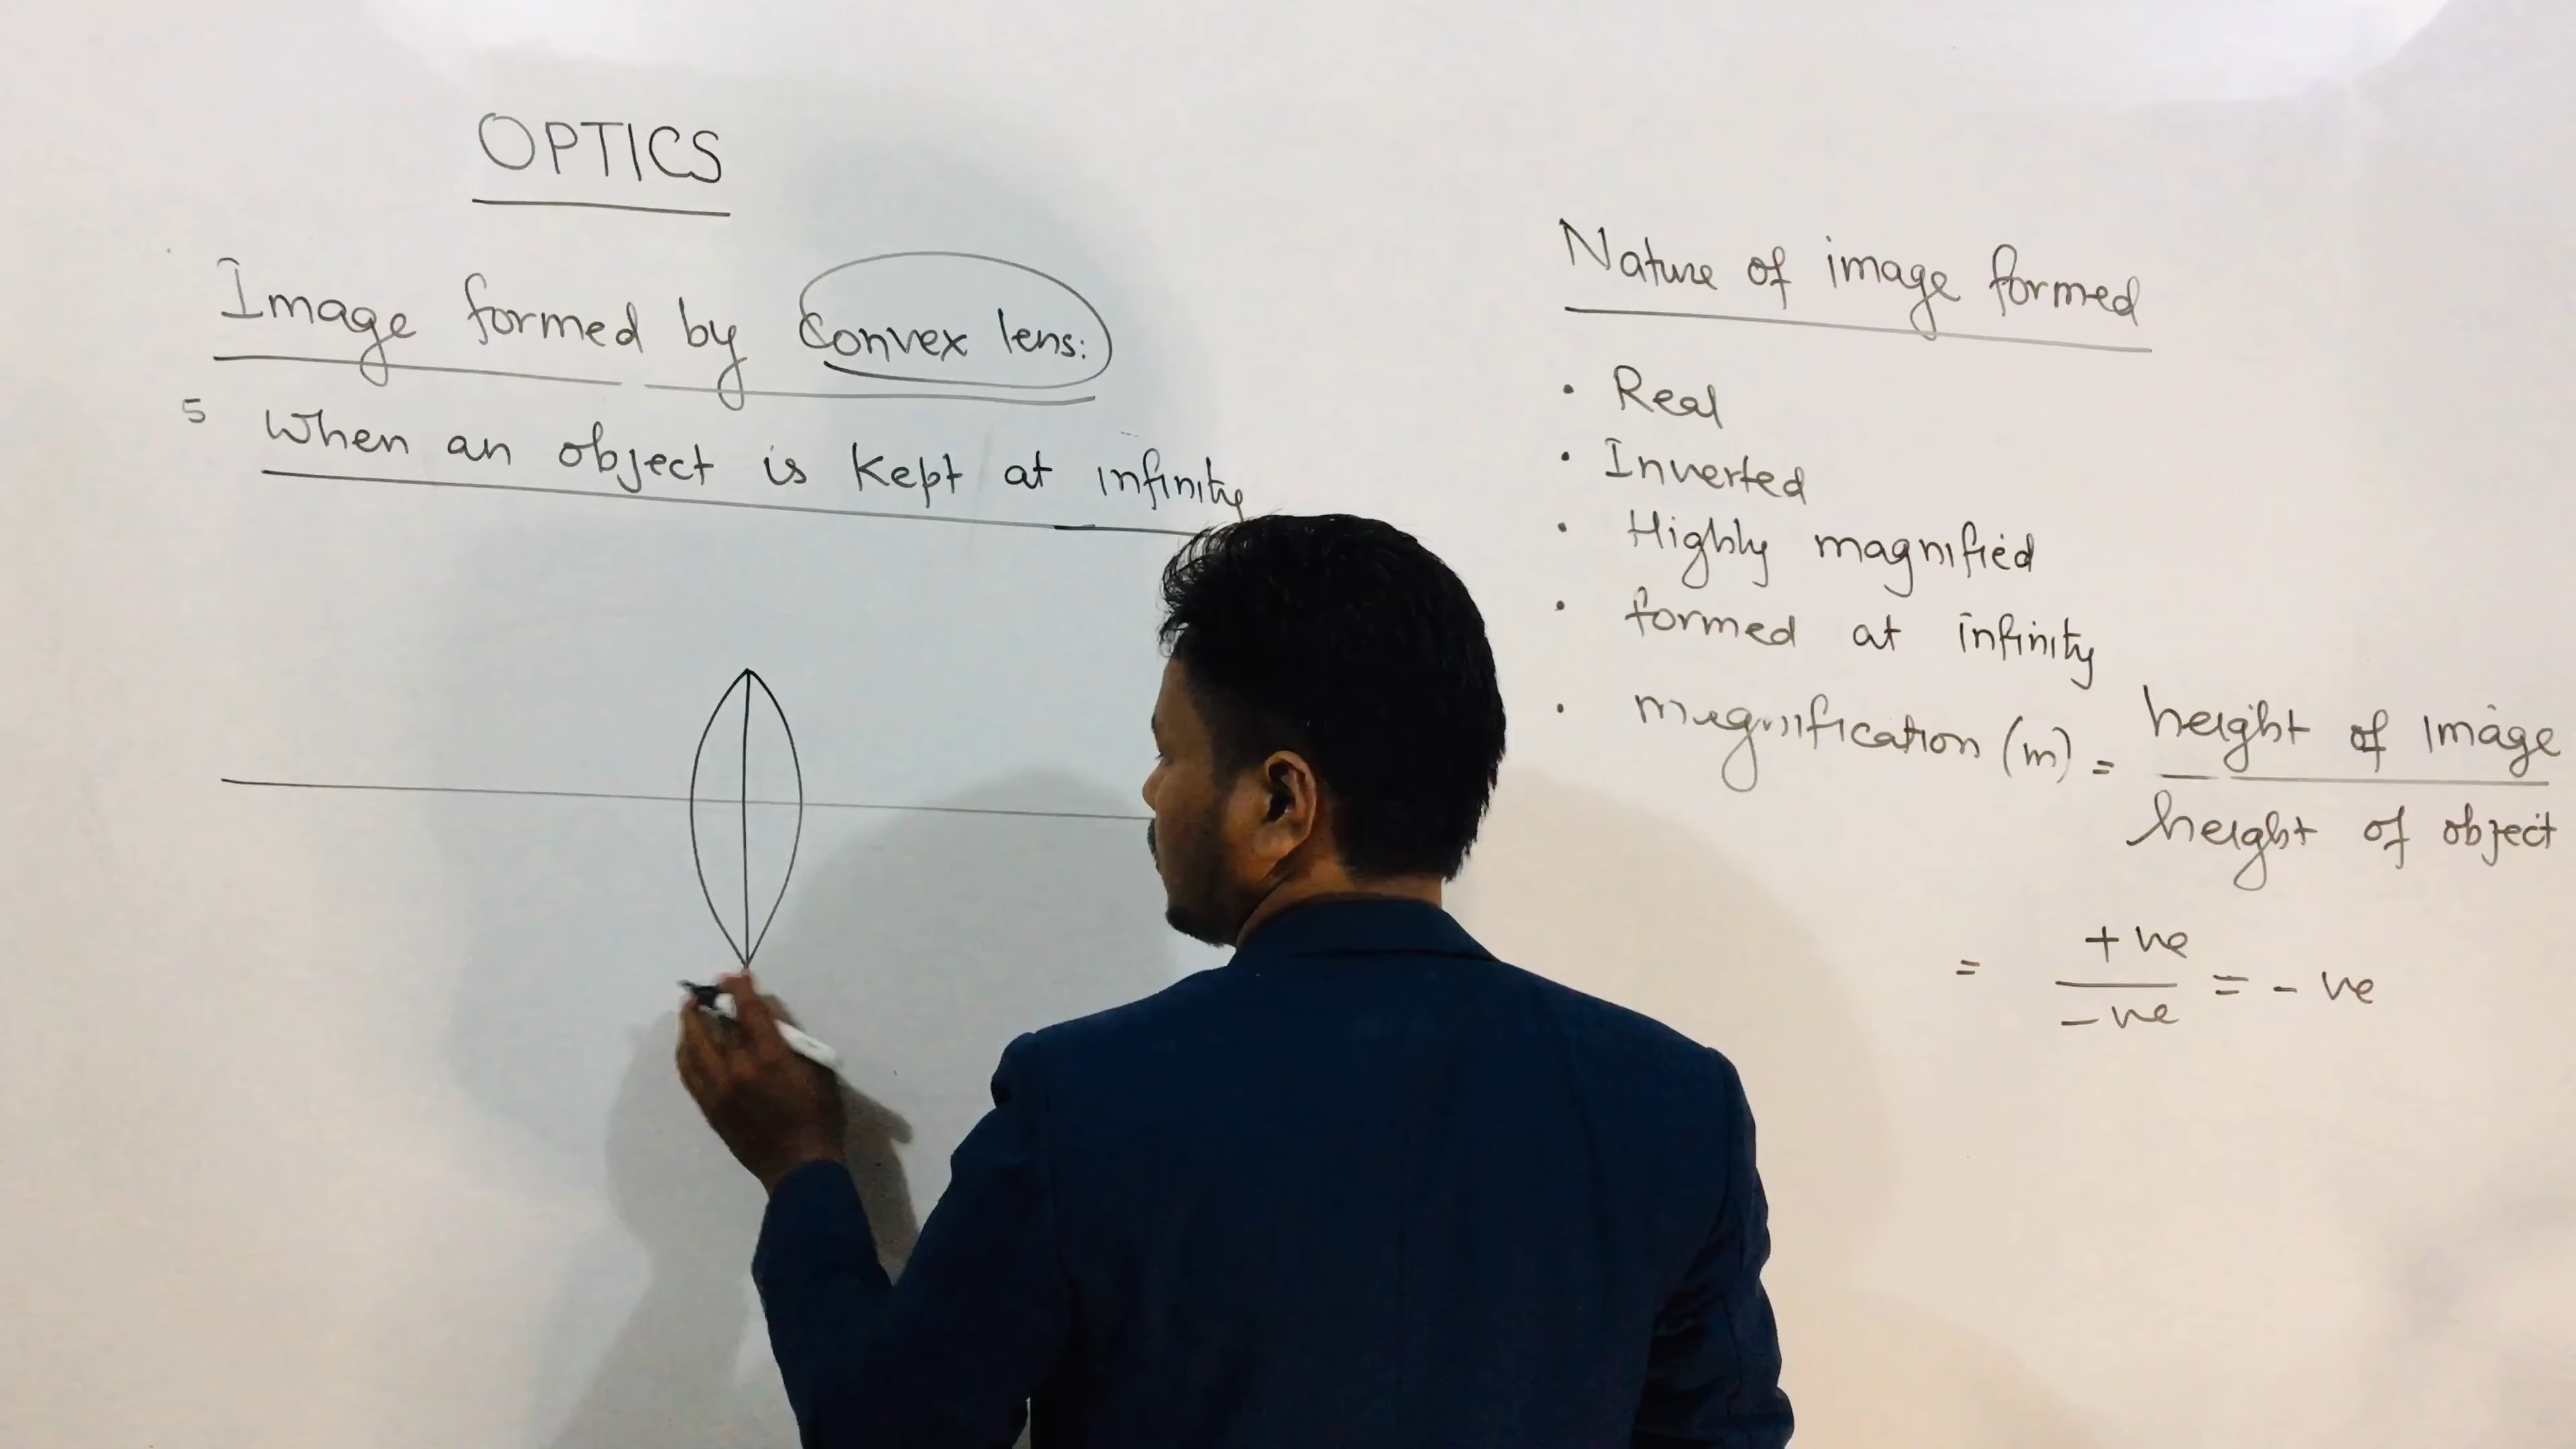 OPTICS
Image formed by Convex lens:
5 When an object is kept at infinity
Nature of image formed
• Real
• Inverted
• Highly magnified
• formed at infinity
• magnification (m) = height of image
height of object
= +ve
-ve = - ve